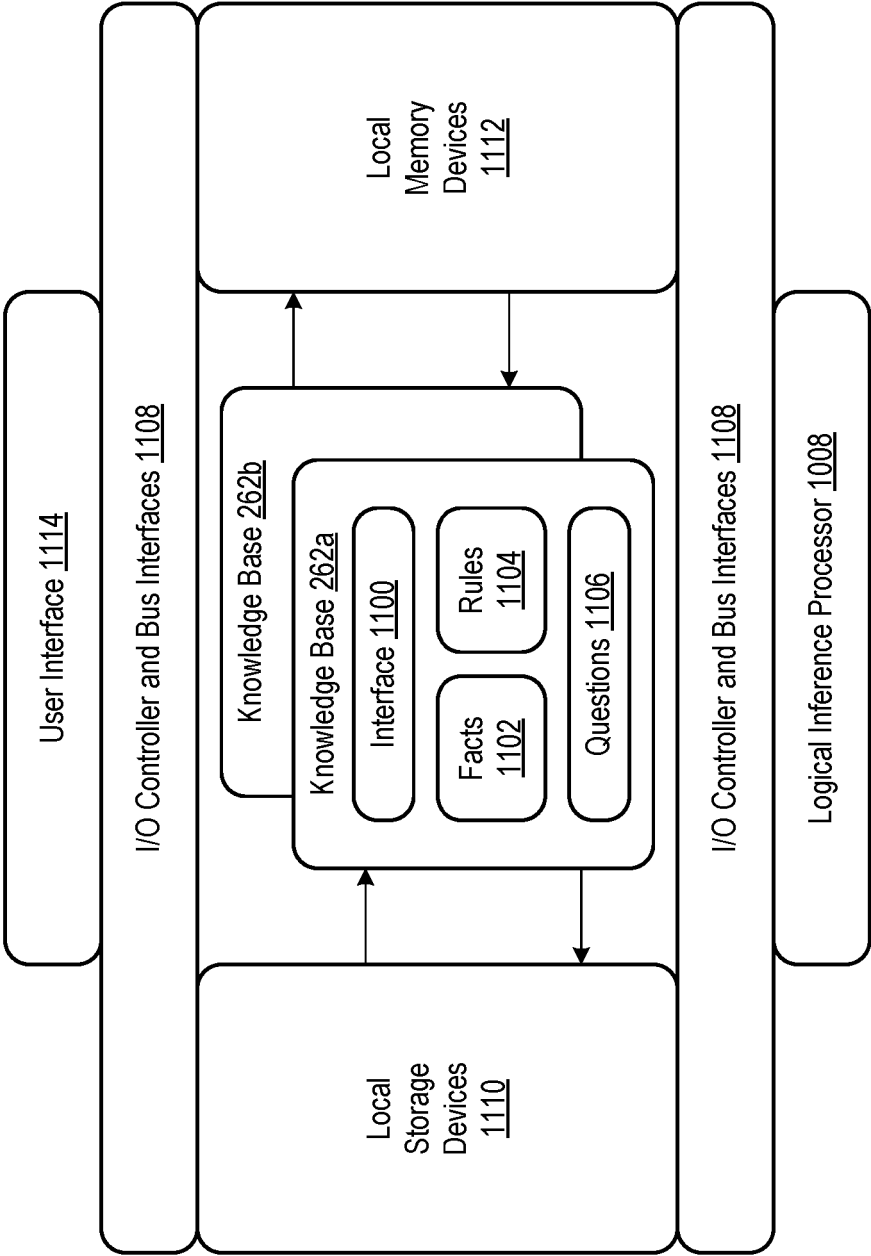 User Interface 1114
I/O Controller and Bus Interfaces 1108
Local
Storage
Devices
1110
Knowledge Base 262b
Knowledge Base 262a
Interface 1100
Facts
1102
Rules
1104
Questions 1106
Local
Memory
Devices
1112
I/O Controller and Bus Interfaces 1108
Logical Inference Processor 1008